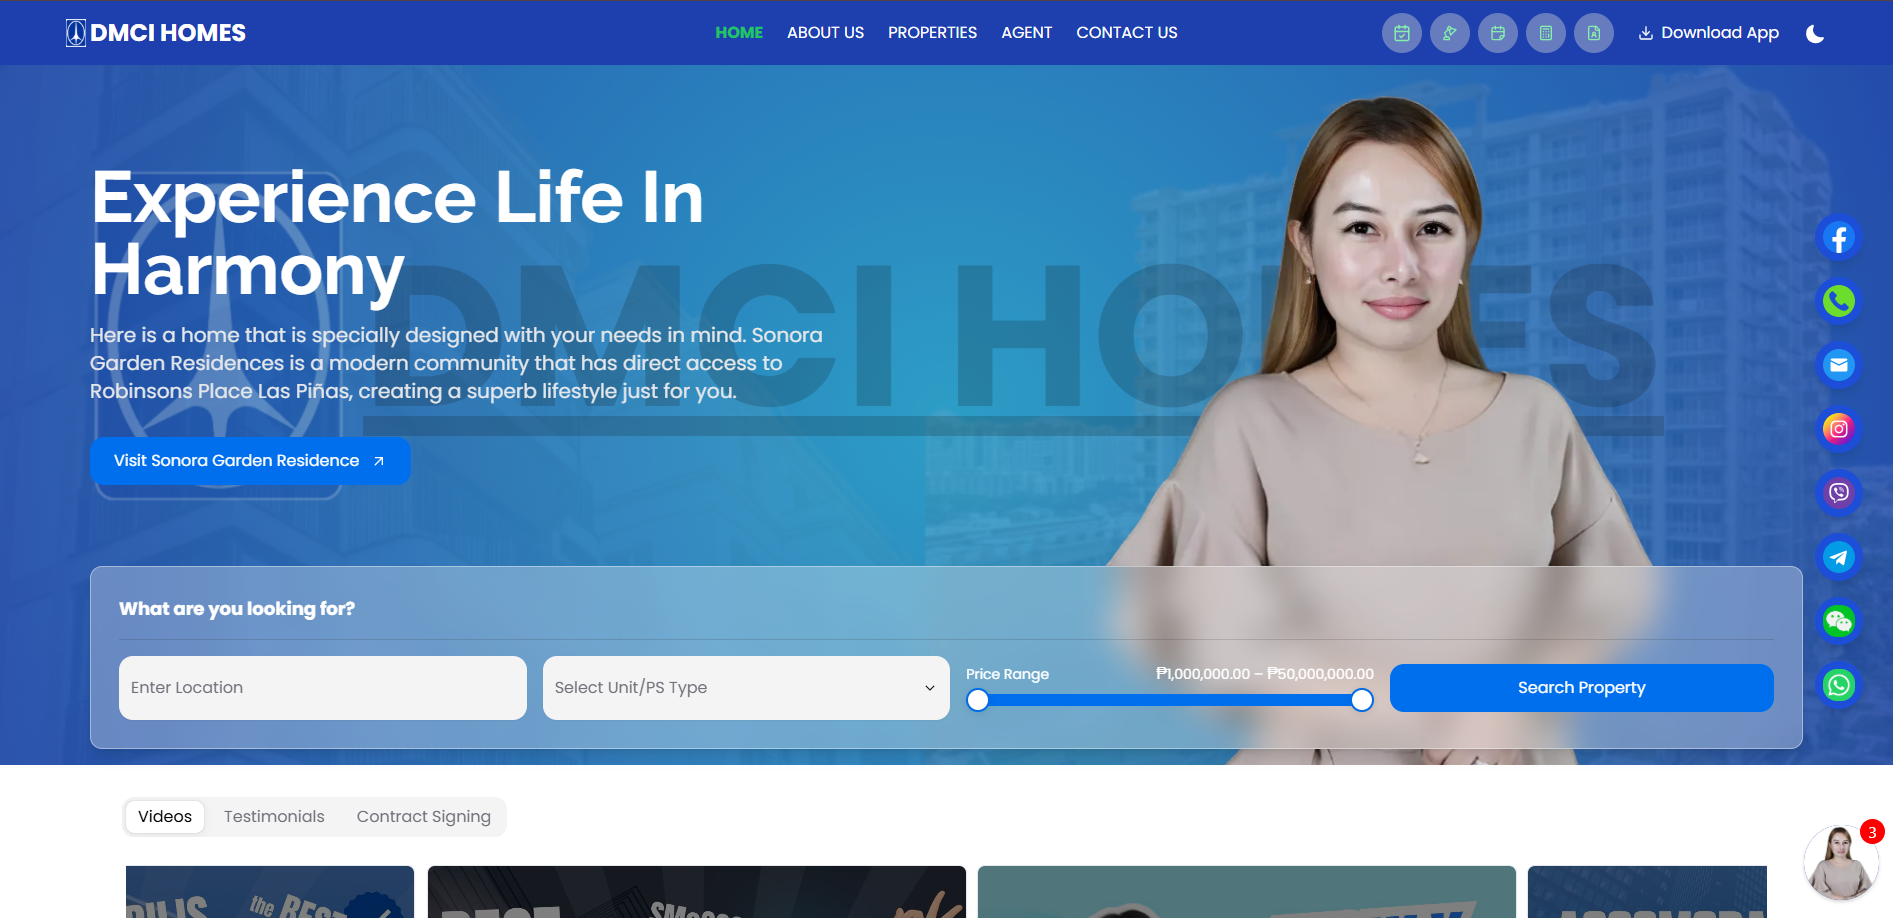 DMCI HOMES
HOME
ABOUT US
PROPERTIES
AGENT
CONTACT US
Download App
DMCI HOMES
Experience Life In
Harmony
Here is a home that is specially designed with your needs in mind. Sonora
Garden Residences is a modern community that has direct access to
Robinsons Place Las Piñas, creating a superb lifestyle just for you.
Visit Sonora Garden Residence
What are you looking for?
Enter Location
Select Unit/PS Type
Price Range
₱1,000,000.00 – ₱50,000,000.00
Search Property
Videos
Testimonials
Contract Signing
3
the BEST